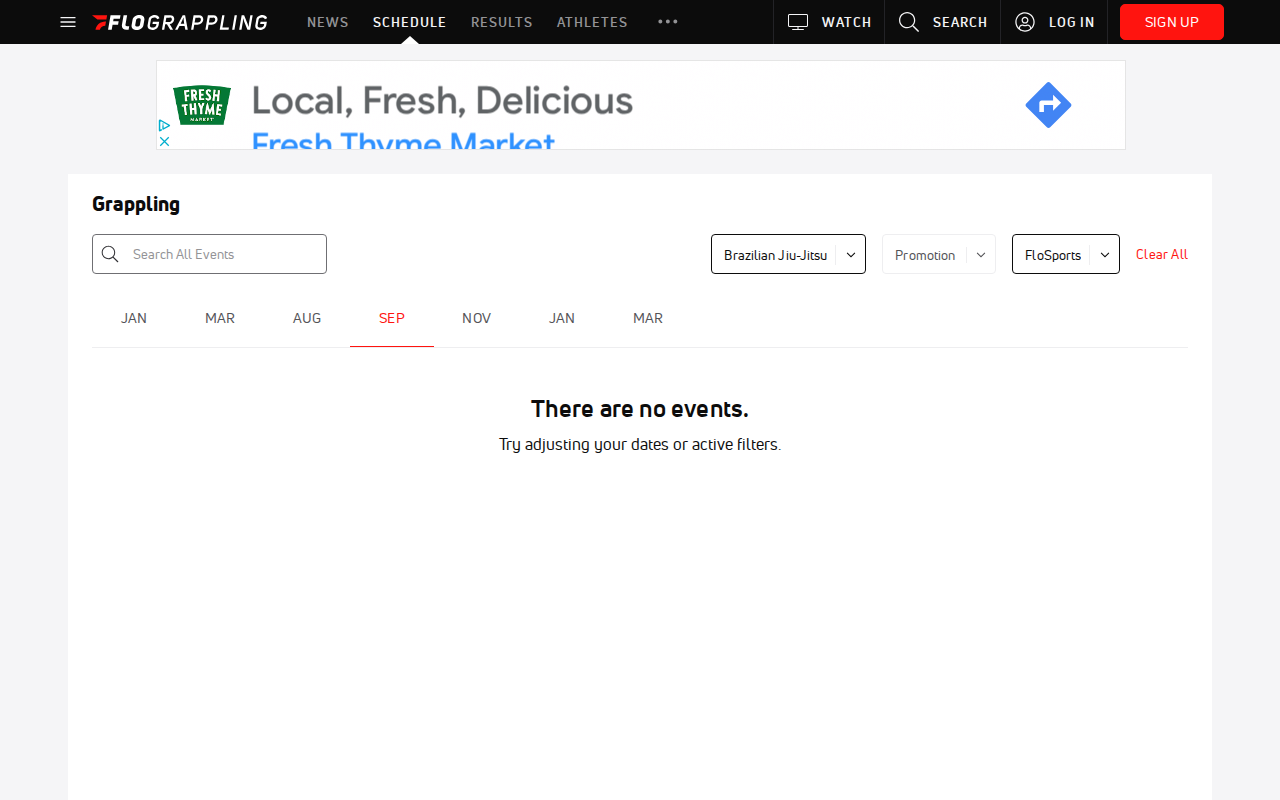 FLOGRAPPLING NEWS SCHEDULE RESULTS ATHLETES ••• WATCH SEARCH LOG IN SIGN UP
FRESH THYME MARKET
Local, Fresh, Delicious
Fresh Thyme Market
Grappling
Search All Events Brazilian Jiu-Jitsu Promotion FloSports Clear All
JAN MAR AUG SEP NOV JAN MAR
There are no events.
Try adjusting your dates or active filters.